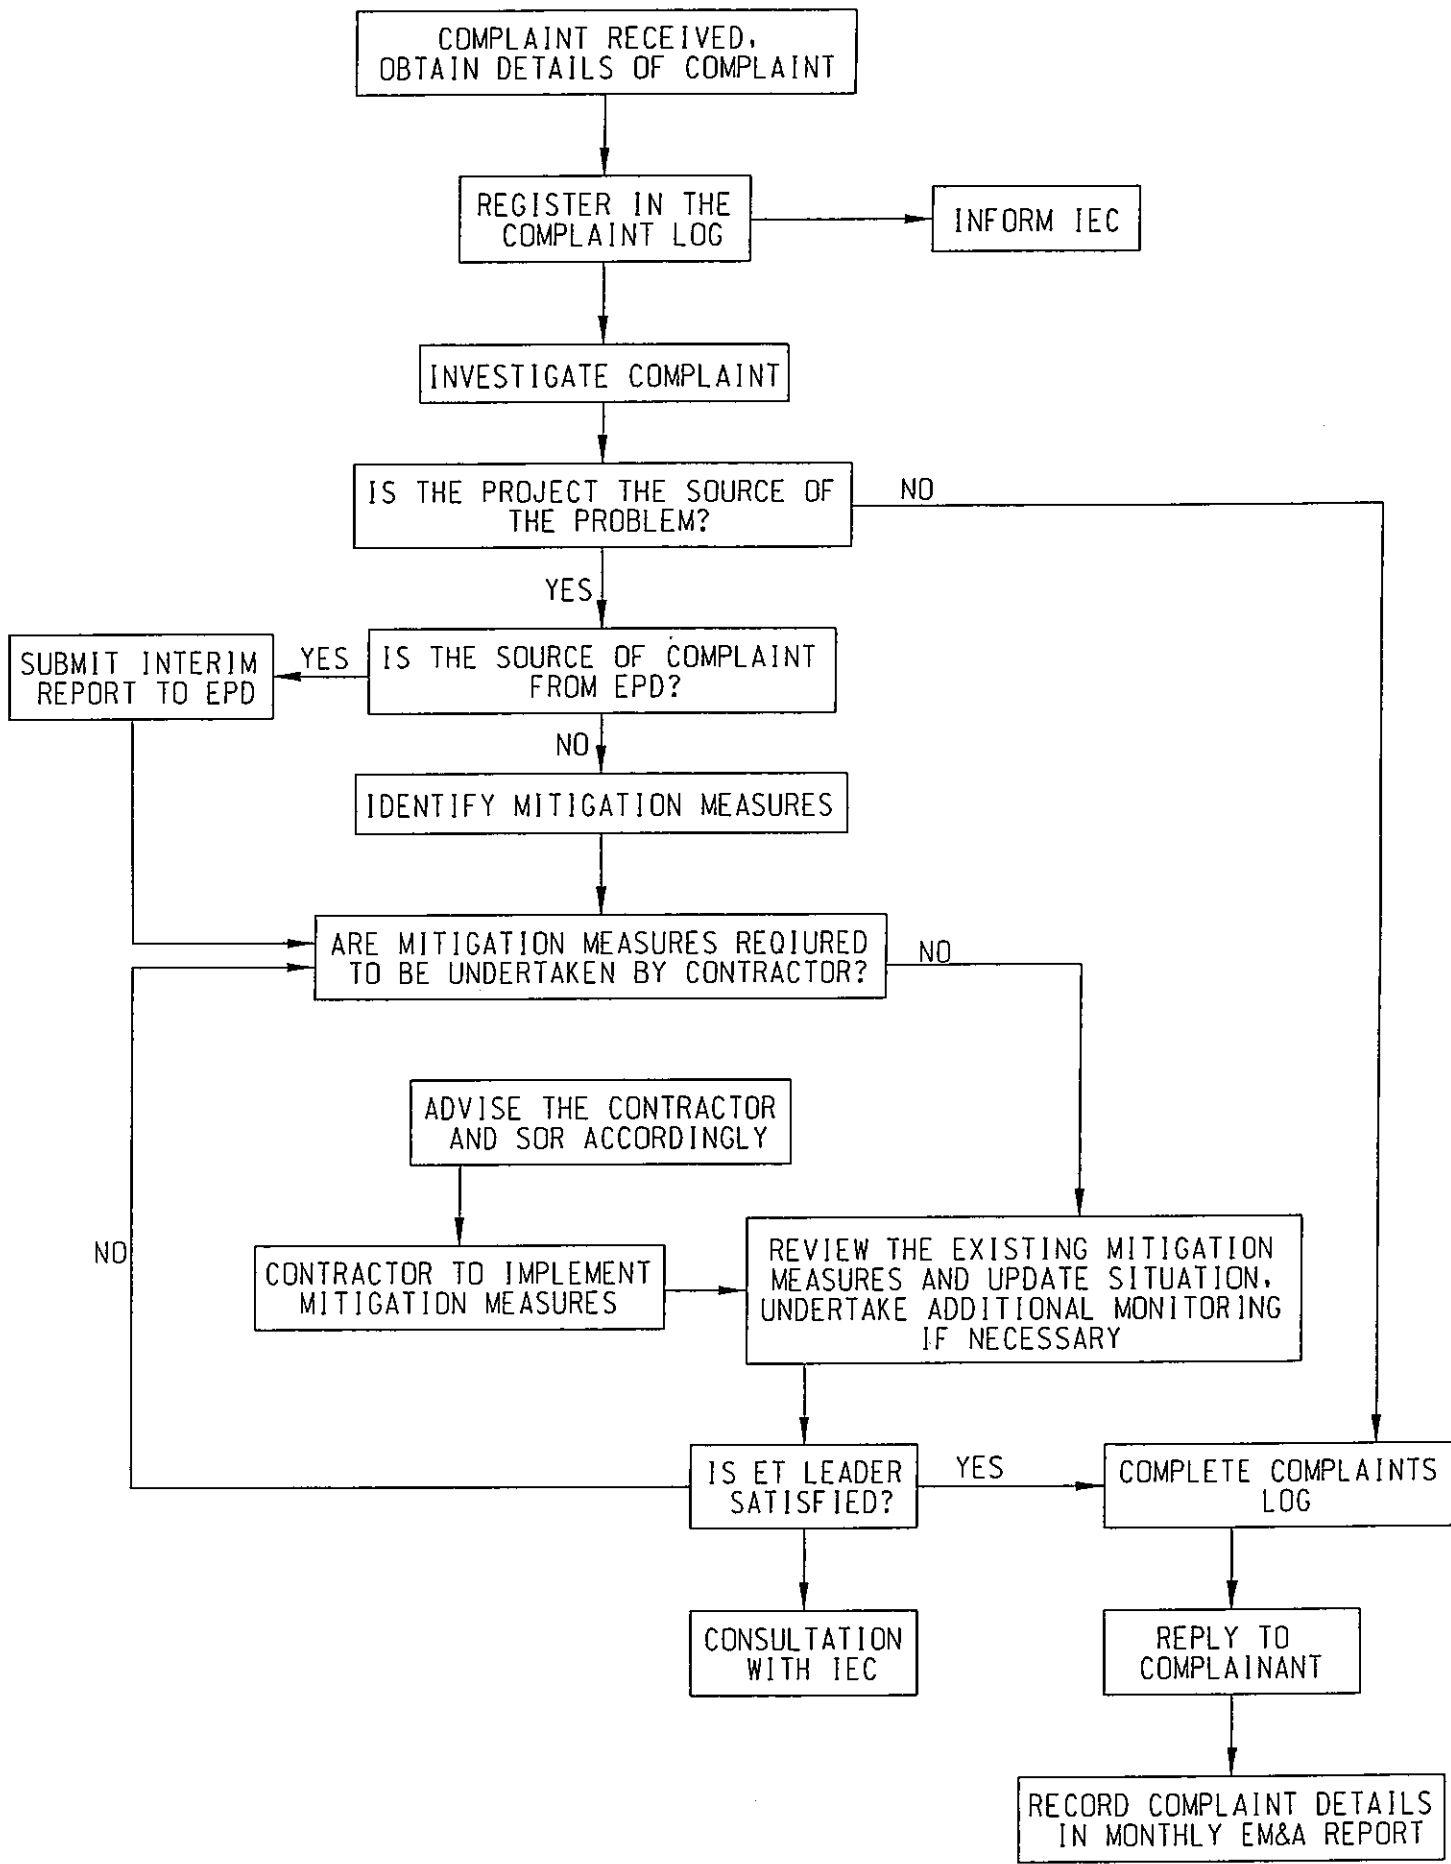 COMPLAINT RECEIVED,
OBTAIN DETAILS OF COMPLAINT
REGISTER IN THE
COMPLAINT LOG
INFORM IEC
INVESTIGATE COMPLAINT
IS THE PROJECT THE SOURCE OF
THE PROBLEM?
NO
YES
SUBMIT INTERIM
REPORT TO EPD
YES
IS THE SOURCE OF COMPLAINT
FROM EPD?
NO
IDENTIFY MITIGATION MEASURES
ARE MITIGATION MEASURES REQIURED
TO BE UNDERTAKEN BY CONTRACTOR?
NO
ADVISE THE CONTRACTOR
AND SOR ACCORDINGLY
NO
CONTRACTOR TO IMPLEMENT
MITIGATION MEASURES
REVIEW THE EXISTING MITIGATION
MEASURES AND UPDATE SITUATION,
UNDERTAKE ADDITIONAL MONITORING
IF NECESSARY
IS ET LEADER
SATISFIED?
YES
COMPLETE COMPLAINTS
LOG
CONSULTATION
WITH IEC
REPLY TO
COMPLAINANT
RECORD COMPLAINT DETAILS
IN MONTHLY EM&A REPORT